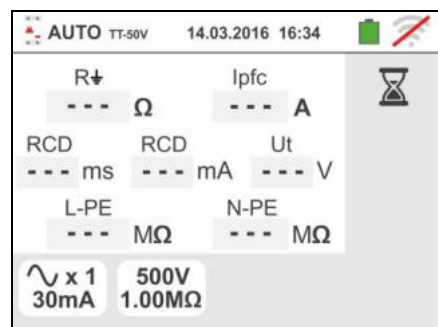 AUTO TT-50V 14.03.2016 16:34
R Ipfc
--- Ω --- A
RCD RCD Ut
--- ms --- mA --- V
L-PE N-PE
--- MΩ --- MΩ
x 1 500V
30mA 1.00MΩ